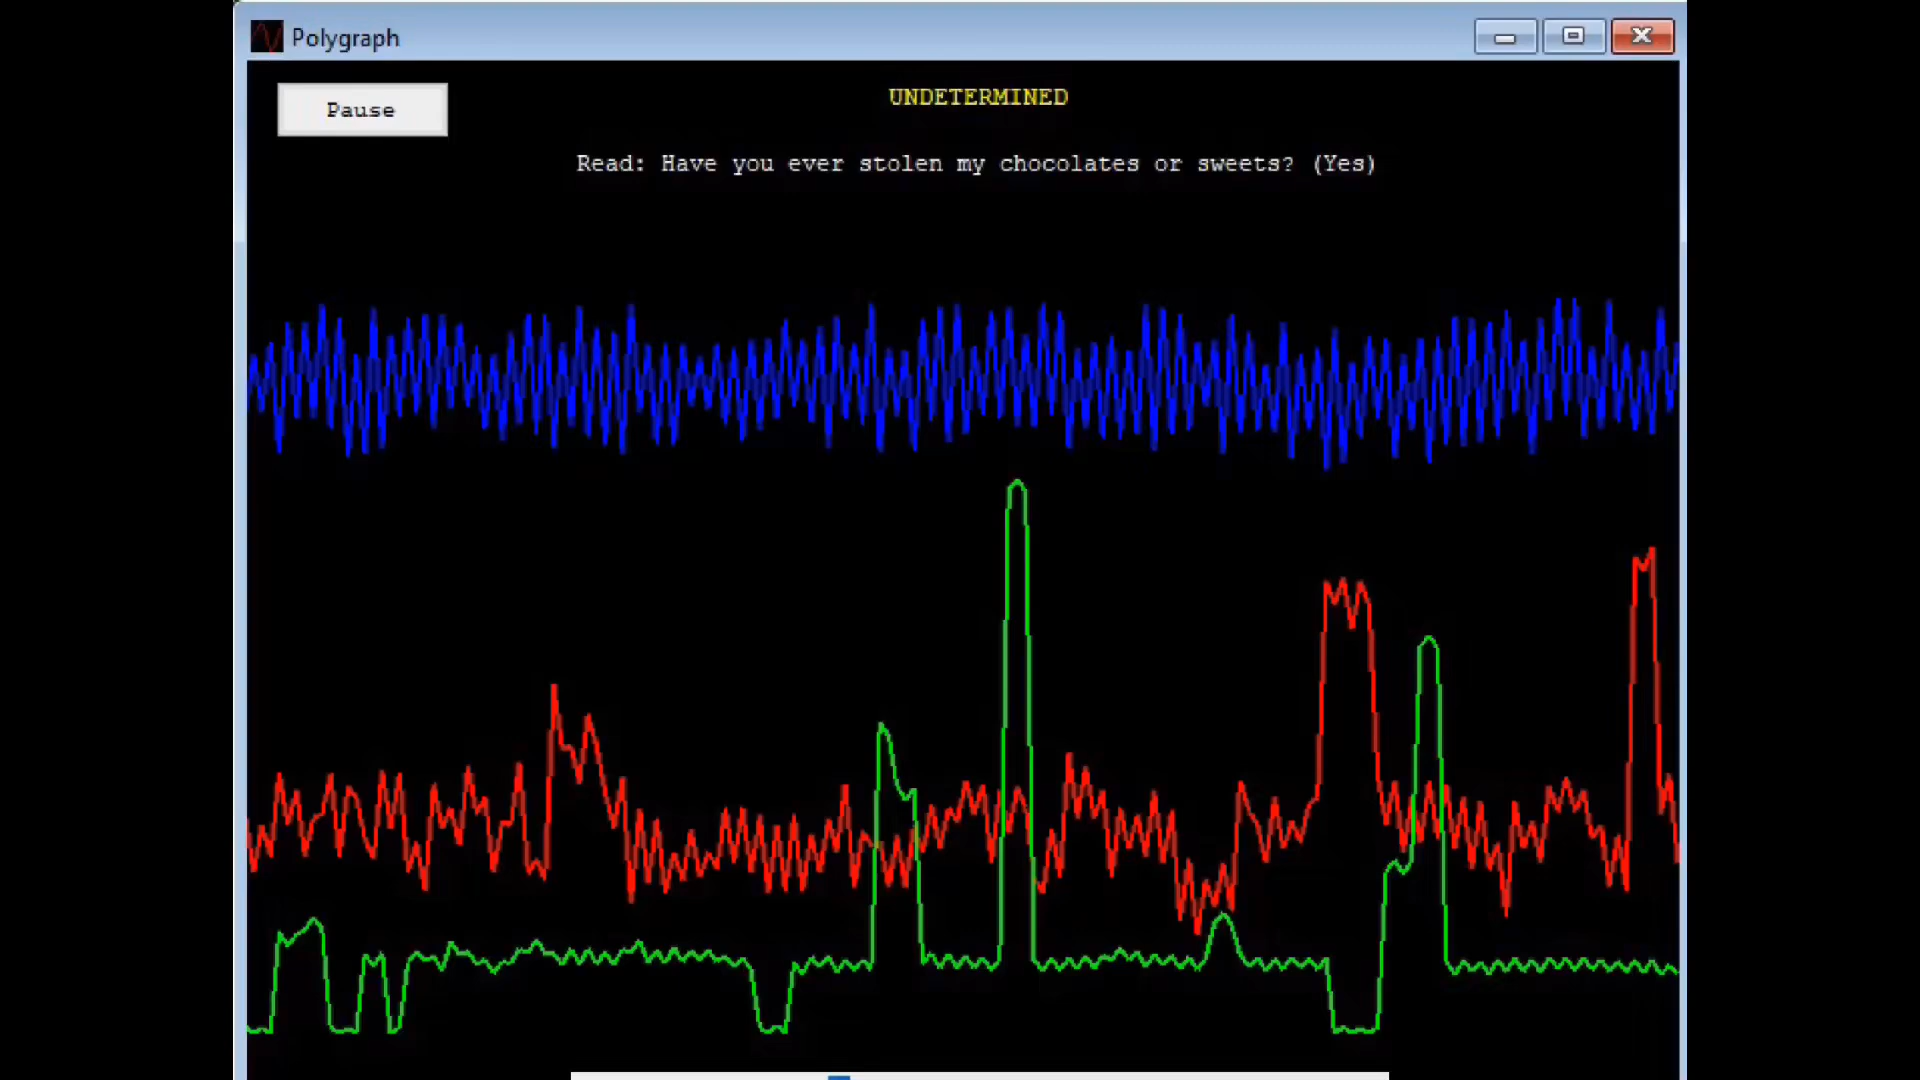 Polygraph
Pause
UNDETERMINED
Read: Have you ever stolen my chocolates or sweets? (Yes)